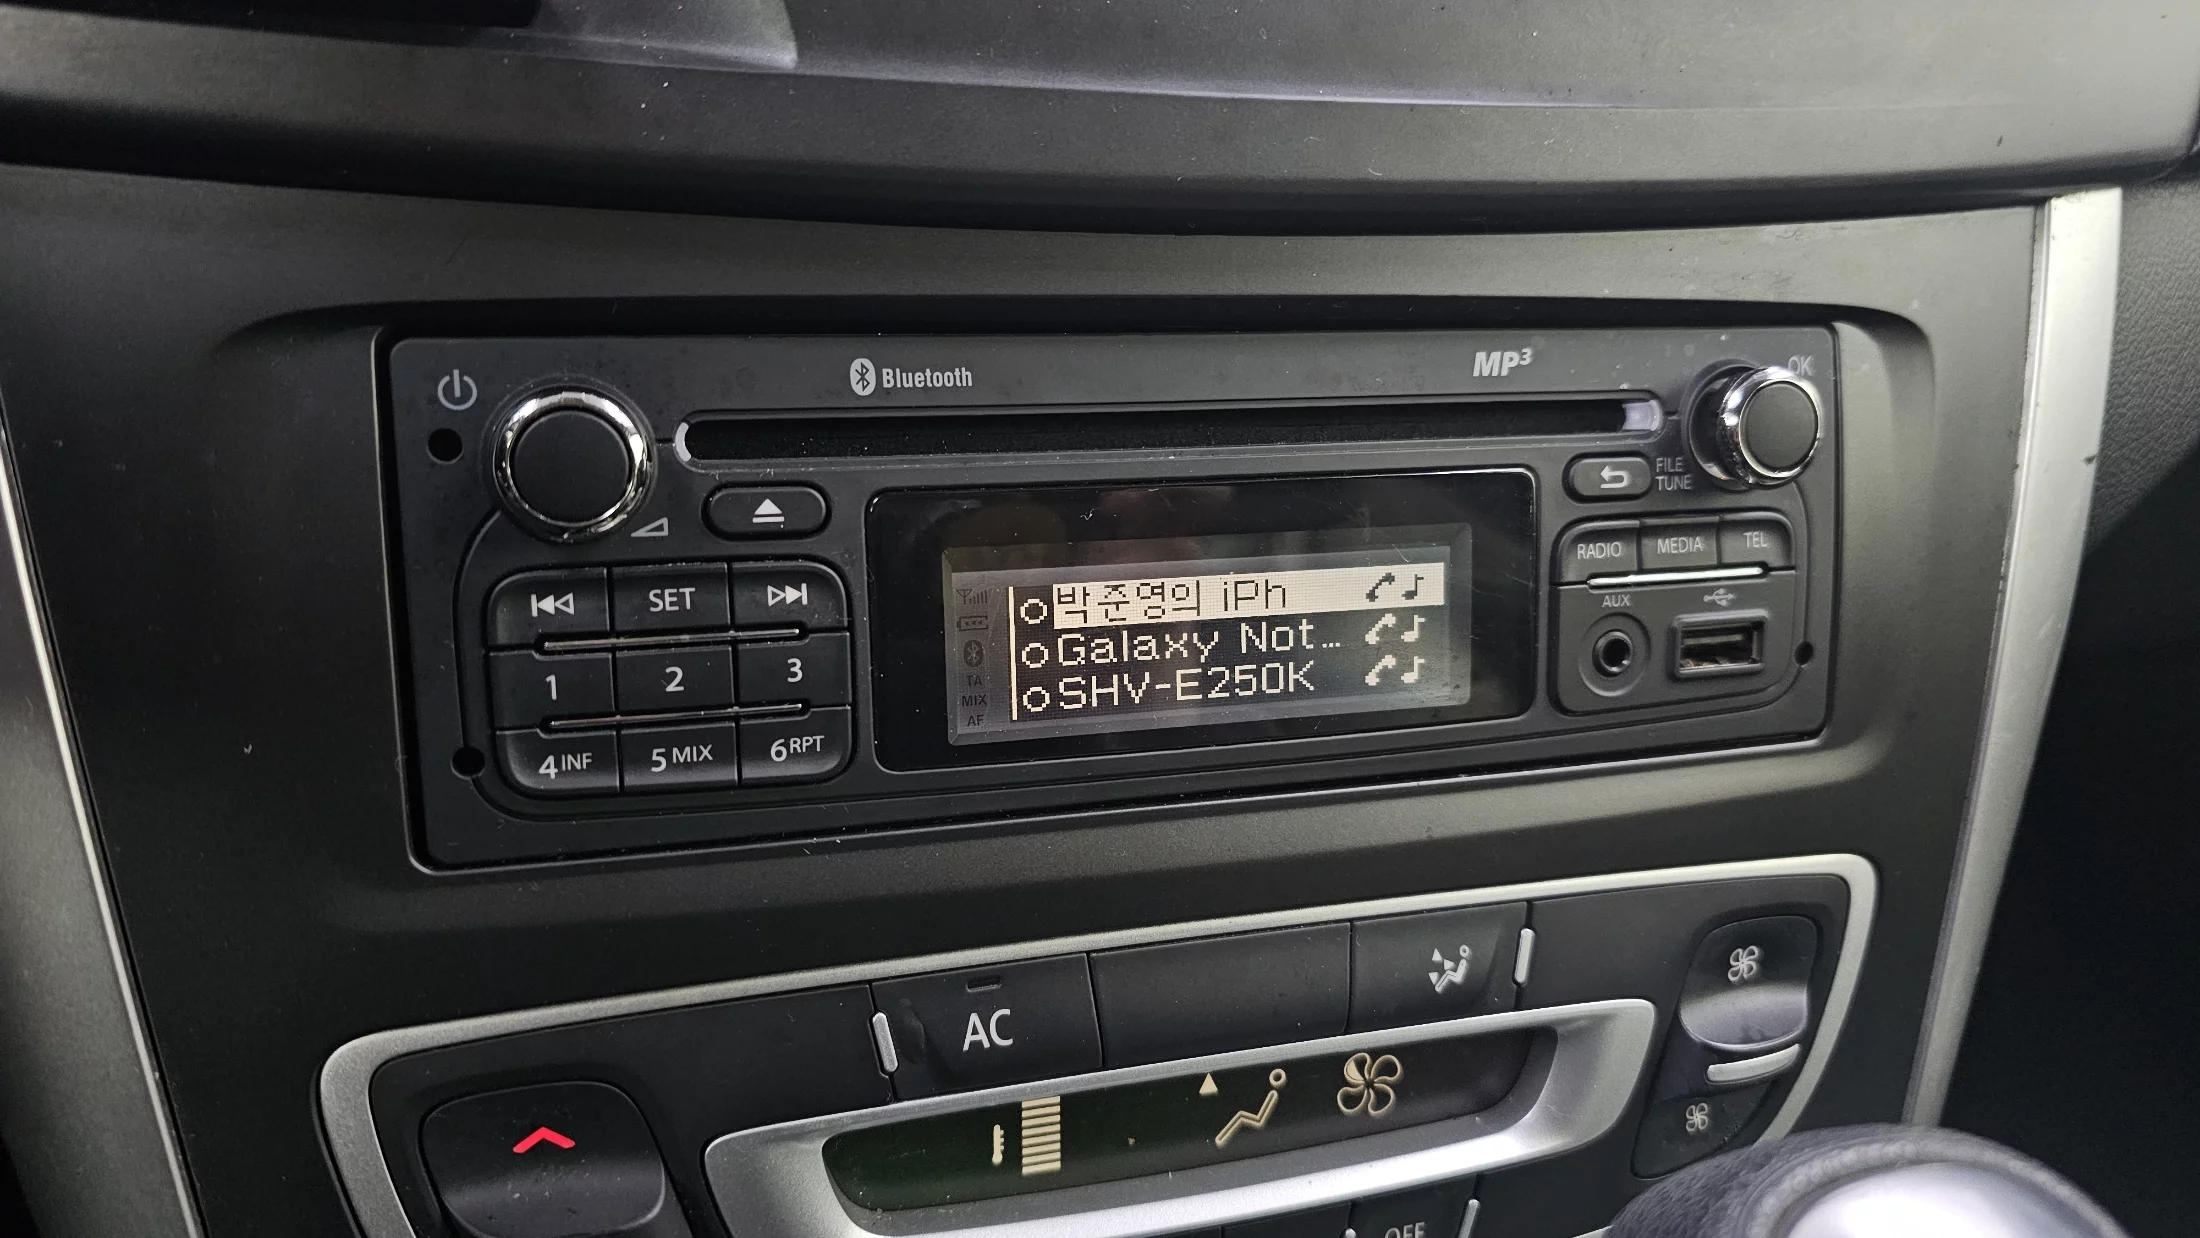 Bluetooth
MP3
OK
FILE
TUNE
SET
RADIO
MEDIA
TEL
AUX
박준영의 iPh
Galaxy Not...
SHV-E250K
TA
MIX
AF
1
2
3
4 INF
5 MIX
6 RPT
AC
OFF